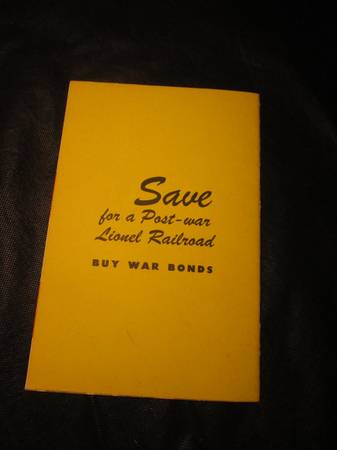 Save
for a Post-war
Lionel Railroad
BUY WAR BONDS